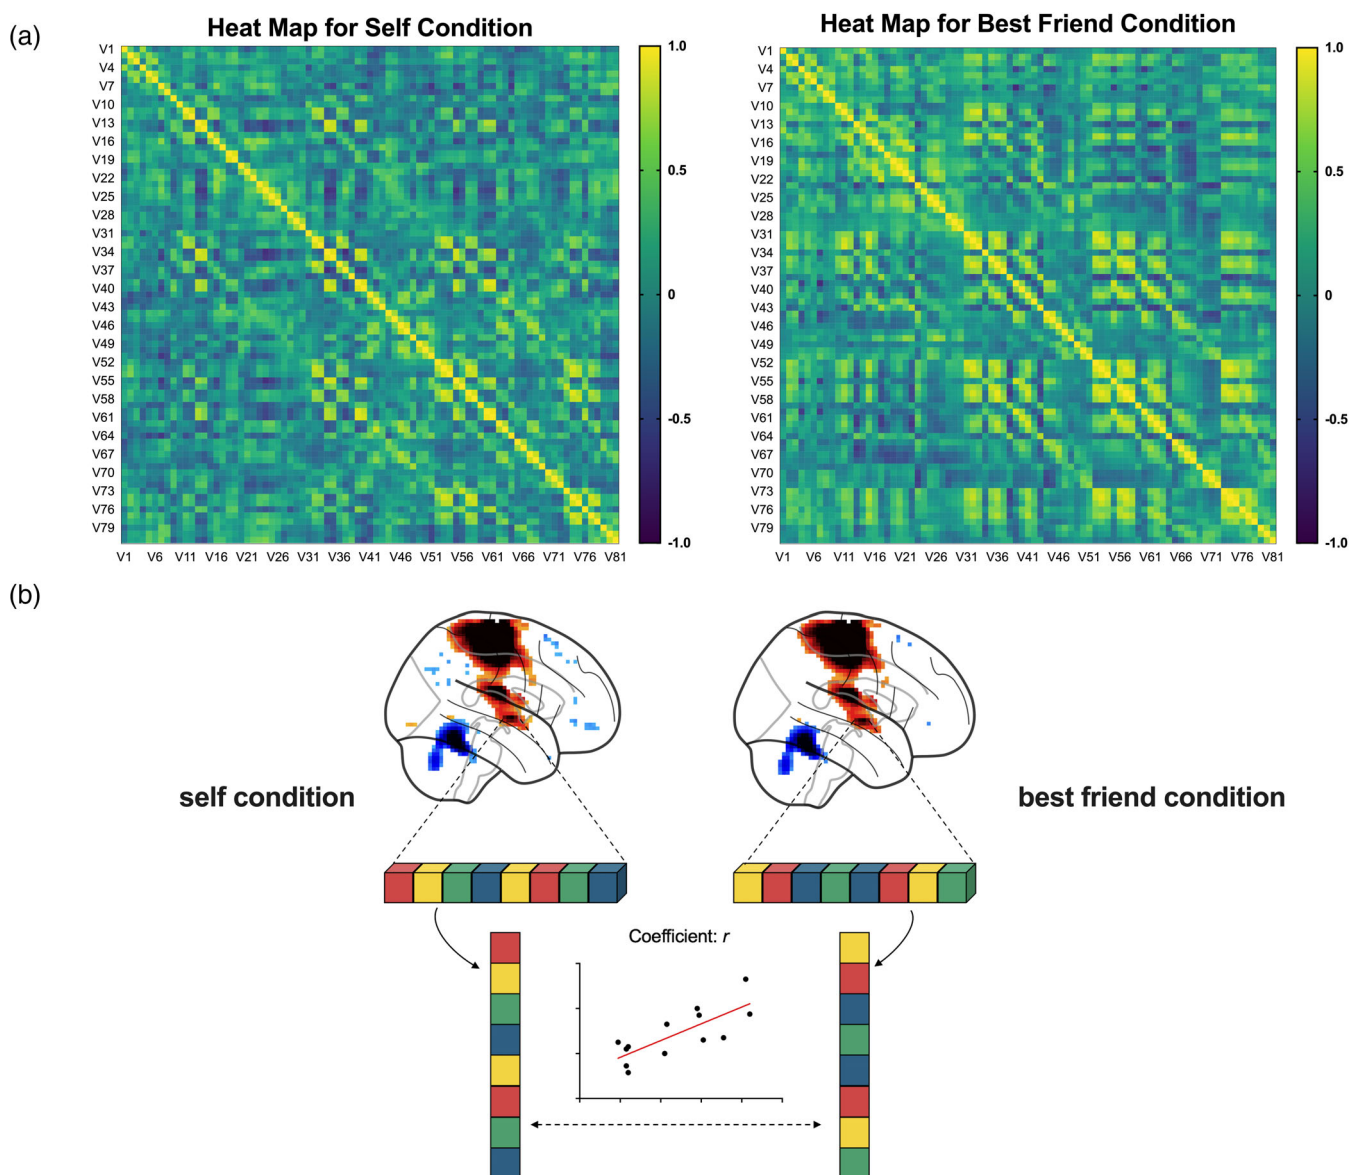 (a)
Heat Map for Self Condition
Heat Map for Best Friend Condition
V1
V4
V7
V10
V13
V16
V19
V22
V25
V28
V31
V34
V37
V40
V43
V46
V49
V52
V55
V58
V61
V64
V67
V70
V73
V76
V79
V1 V6 V11 V16 V21 V26 V31 V36 V41 V46 V51 V56 V61 V66 V71 V76 V81
1.0
0.5
0
-0.5
-1.0
V1
V4
V7
V10
V13
V16
V19
V22
V25
V28
V31
V34
V37
V40
V43
V46
V49
V52
V55
V58
V61
V64
V67
V70
V73
V76
V79
V1 V6 V11 V16 V21 V26 V31 V36 V41 V46 V51 V56 V61 V66 V71 V76 V81
1.0
0.5
0
-0.5
-1.0
(b)
self condition
best friend condition
Coefficient: r